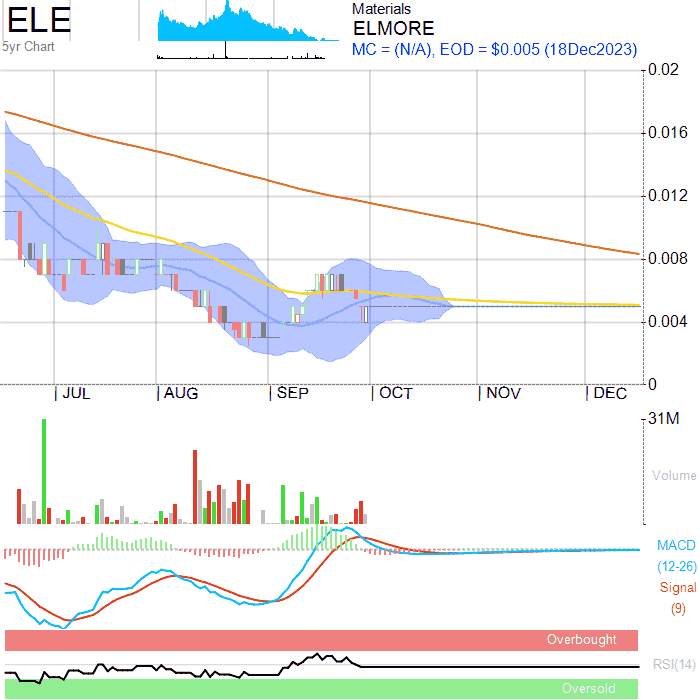 ELE
5yr Chart
Materials
ELMORE
MC = (N/A), EOD = $0.005 (18Dec2023)
0.02
0.016
0.012
0.008
0.004
0
JUL AUG SEP OCT NOV DEC
31M
Volume
MACD
(12-26)
Signal
(9)
Overbought
RSI(14)
Oversold